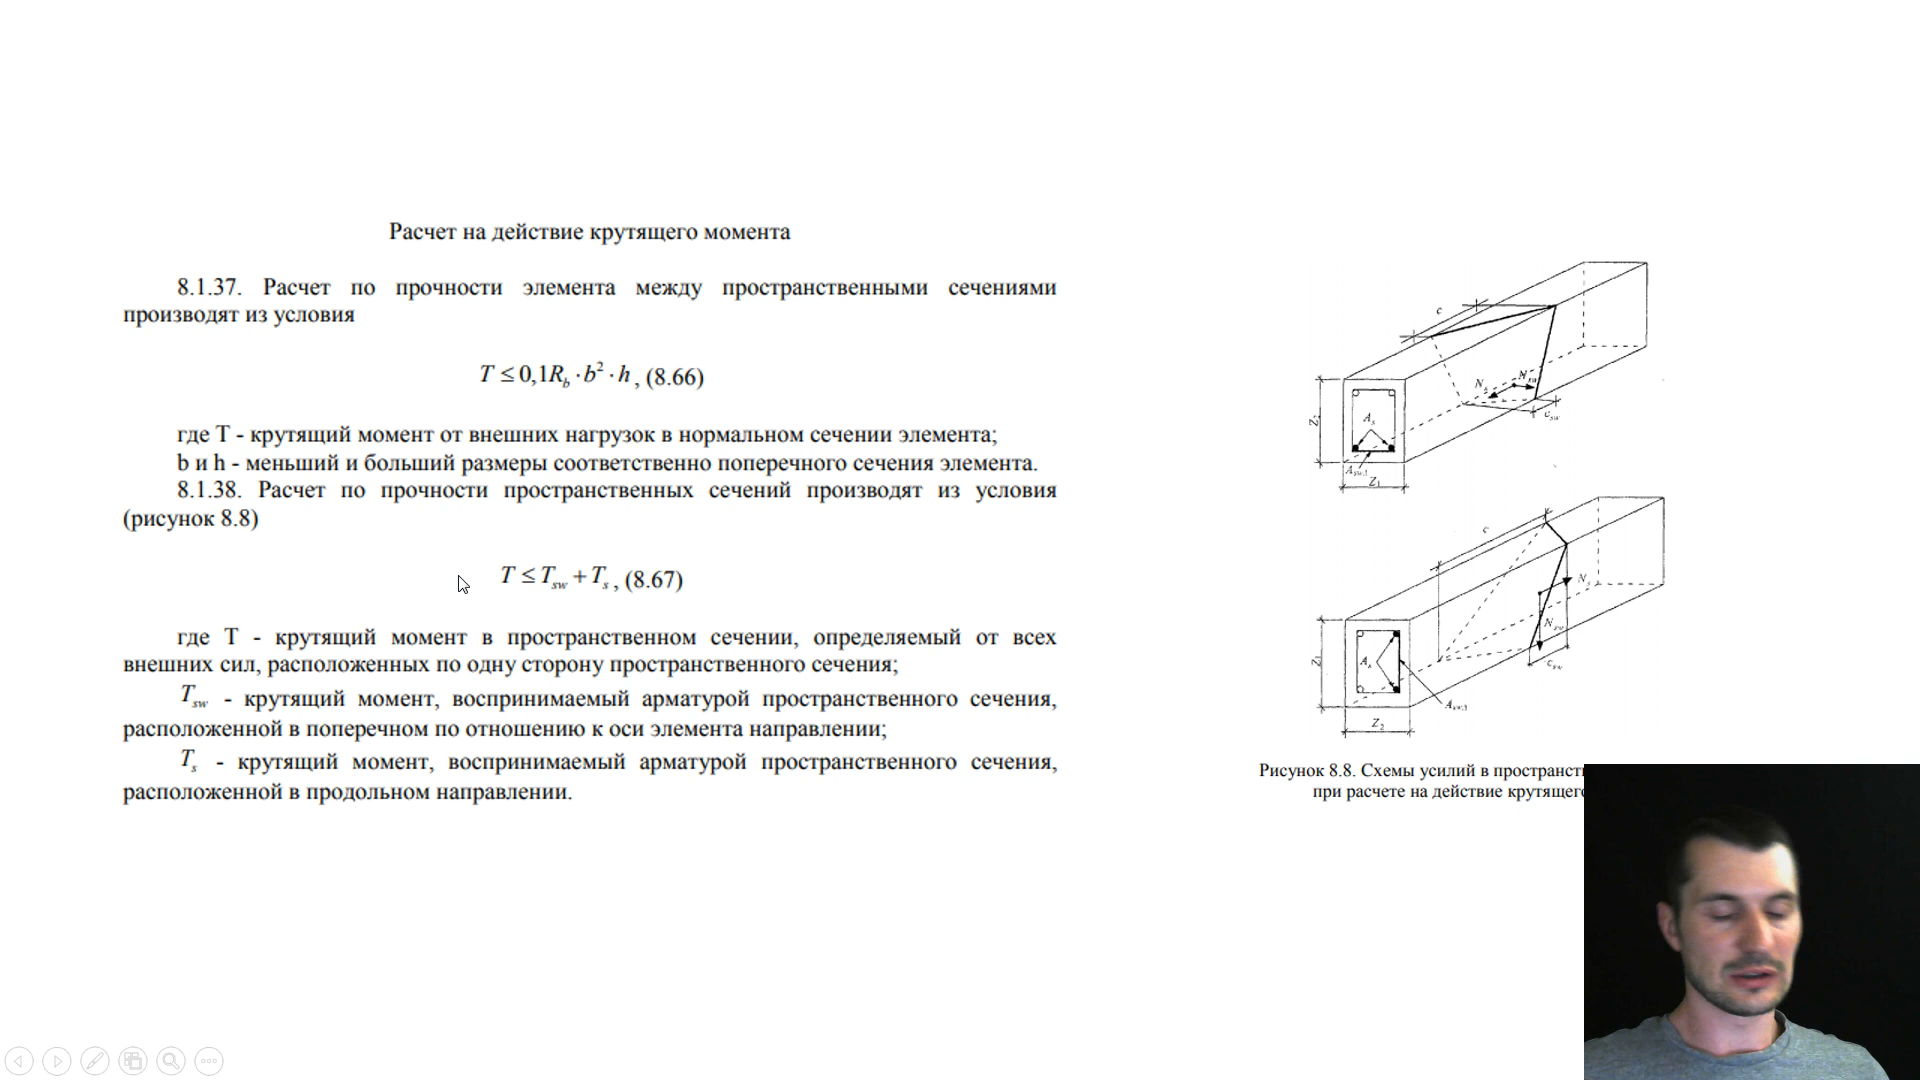 Расчет на действие крутящего момента
8.1.37. Расчет по прочности элемента между пространственными сечениями
производят из условия
T ≤ 0,1R_b · b² · h , (8.66)
где T - крутящий момент от внешних нагрузок в нормальном сечении элемента;
b и h - меньший и больший размеры соответственно поперечного сечения элемента.
8.1.38. Расчет по прочности пространственных сечений производят из условия
(рисунок 8.8)
T ≤ T_sw + T_s , (8.67)
где T - крутящий момент в пространственном сечении, определяемый от всех
внешних сил, расположенных по одну сторону пространственного сечения;
T_sw - крутящий момент, воспринимаемый арматурой пространственного сечения,
расположенной в поперечном по отношению к оси элемента направлении;
T_s - крутящий момент, воспринимаемый арматурой пространственного сечения,
расположенной в продольном направлении.
c
N_s N_sw
Z_2
A_s
c_sw
A_sw,1
Z_1
c
N_s
Z_1
A_s
N_sw
c_sw
A_sw,1
Z_2
Рисунок 8.8. Схемы усилий в
при расчете на действие